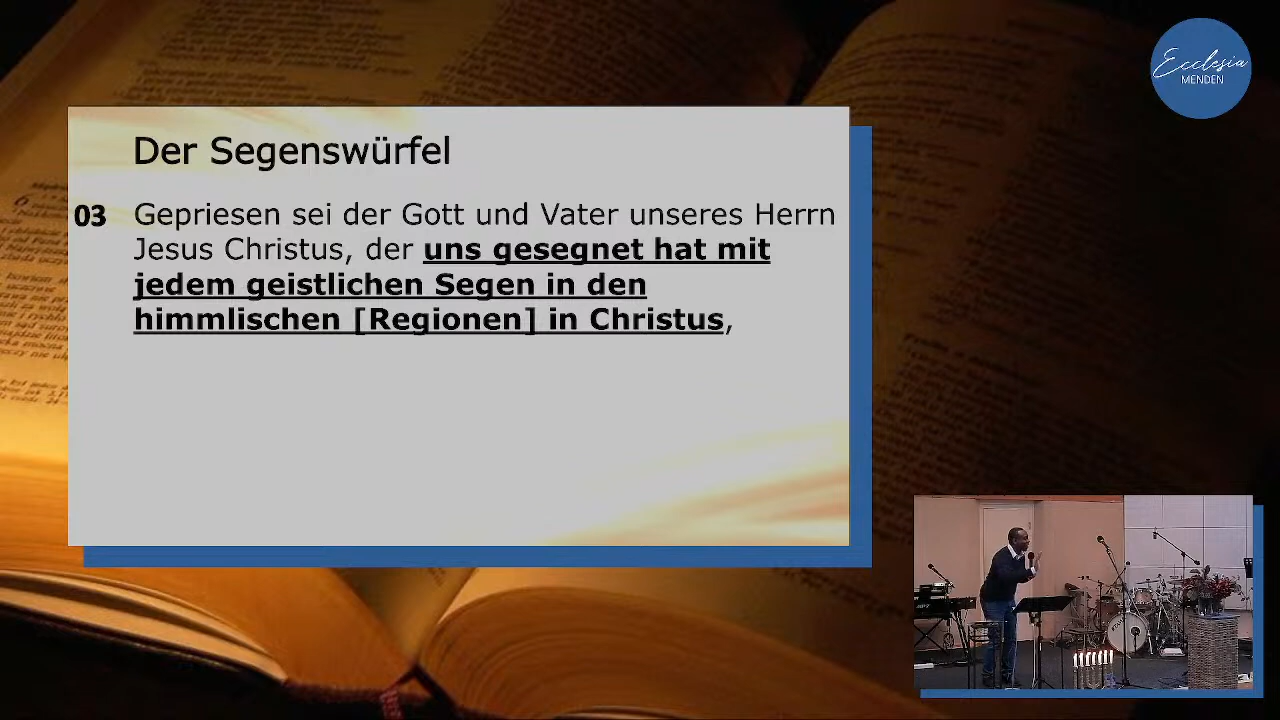 Ecclesia
MENDEN
Der Segenswürfel
03 Gepriesen sei der Gott und Vater unseres Herrn
Jesus Christus, der uns gesegnet hat mit
jedem geistlichen Segen in den
himmlischen [Regionen] in Christus,